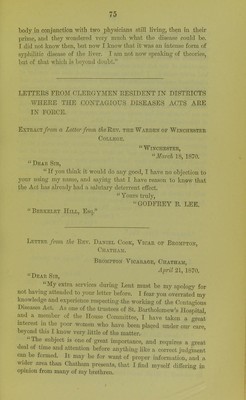 75
body in conjunction with two physicians still living, then in their
prime, and they wondered very much what the disease could be.
I did not know then, but now I know that it was an intense form of
syphilitic disease of the liver. I am not now speaking of theories,
but of that which is beyond doubt."
LETTERS FROM CLERGYMEN RESIDENT IN DISTRICTS
WHERE THE CONTAGIOUS DISEASES ACTS ARE
IN FORCE.
EXTRACT from a Letter from the REV. THE WARDEN OF WINCHESTER
COLLEGE.
"WINCHESTER,
"March 18, 1870.
"DEAR SIR,
"If you think it would do any good, I have no objection to
your using my name, and saying that I have reason to know that
the Act has already had a salutary deterrent effect.
"Yours truly,
"GODFREY B. LEE.
"BERKELEY HILL, Esq."
LETTER from the REV. DANIEL COOK, VICAR OF BROMPTON,
CHATHAM.
BROMPTON VICARAGE, CHATHAM,
April 21, 1870.
"DEAR SIR,
"My extra services during Lent must be my apology for
not having attended to your letter before. I fear you overrated my
knowledge and experience respecting the working of the Contagious
Diseases Act. As one of the trustees of St. Bartholomew's Hospital,
and a member of the House Committee, I have taken a great
interest in the poor women who have been placed under our care,
beyond this I know very little of the matter.
"The subject is one of great importance, and requires a great
deal of time and attention before anything like a correct judgment
can be formed. It may be for want of proper information, and a
wider area than Chatham presents, that I find myself differing in
opinion from many of my brethren.